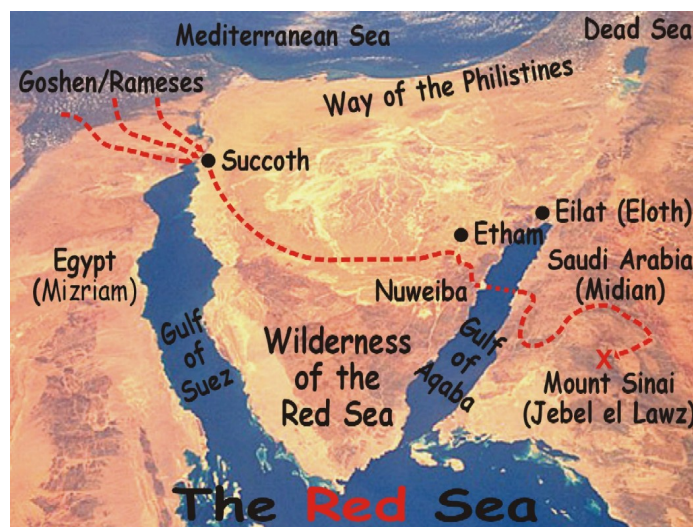 Mediterranean Sea
Dead Sea
Goshen/Rameses
Way of the Philistines
Succoth
Eilat (Eloth)
Etham
Egypt
(Mizriam)
Saudi Arabia
(Midian)
Nuweiba
Gulf
of
Suez
Wilderness
of the
Red Sea
Gulf
of
Aqaba
X
Mount Sinai
(Jebel el Lawz)
The Red Sea